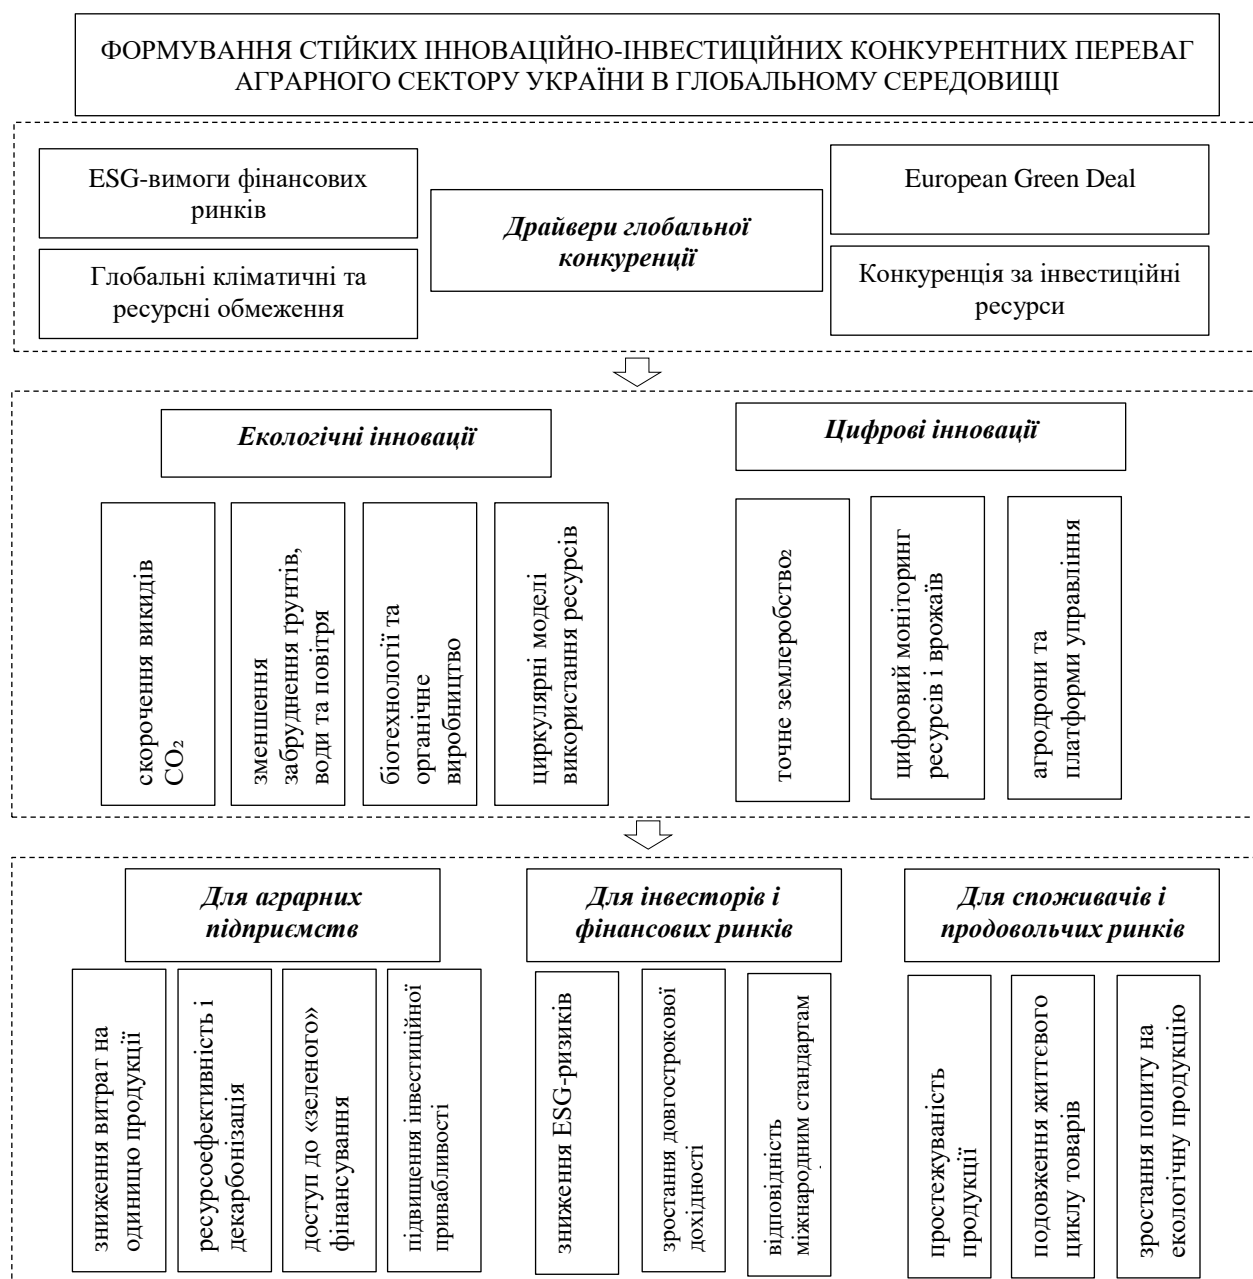 ФОРМУВАННЯ СТІЙКИХ ІННОВАЦІЙНО-ІНВЕСТИЦІЙНИХ КОНКУРЕНТНИХ ПЕРЕВАГ
АГРАРНОГО СЕКТОРУ УКРАЇНИ В ГЛОБАЛЬНОМУ СЕРЕДОВИЩІ
ESG-вимоги фінансових
ринків
Глобальні кліматичні та
ресурсні обмеження
Драйвери глобальної
конкуренції
European Green Deal
Конкуренція за інвестиційні
ресурси
Екологічні інновації
скорочення викидів
CO₂
зменшення
забруднення ґрунтів,
води та повітря
біотехнології та
органічне
виробництво
циркулярні моделі
використання ресурсів
Цифрові інновації
точне землеробство₂
цифровий моніторинг
ресурсів і врожаїв
агродрони та
платформи управління
Для аграрних
підприємств
зниження витрат на
одиницю продукції
ресурсоефективність і
декарбонізація
доступ до «зеленого»
фінансування
підвищення інвестиційної
привабливості
Для інвесторів і
фінансових ринків
зниження ESG-ризиків
зростання довгострокової
дохідності
відповідність
міжнародним стандартам
Для споживачів і
продовольчих ринків
простежуваність
продукції
подовження життєвого
циклу товарів
зростання попиту на
екологічну продукцію